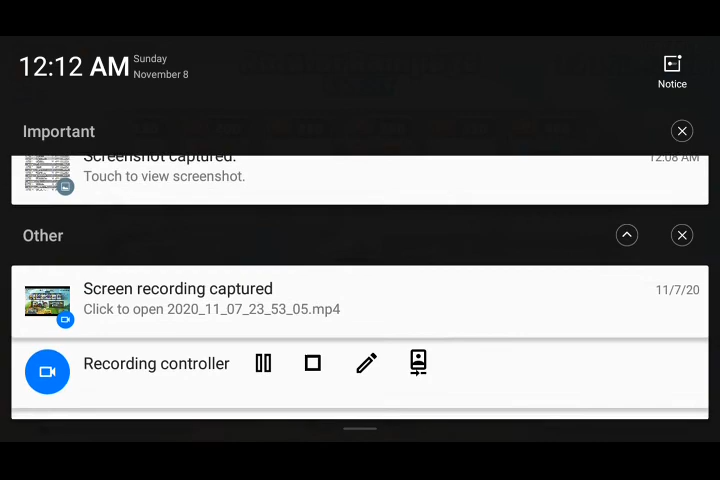 12:12 AM
Sunday
November 8
Notice
Important
Screenshot captured.
12:08 AM
Touch to view screenshot.
Other
Screen recording captured
11/7/20
Click to open 2020_11_07_23_53_05.mp4
Recording controller